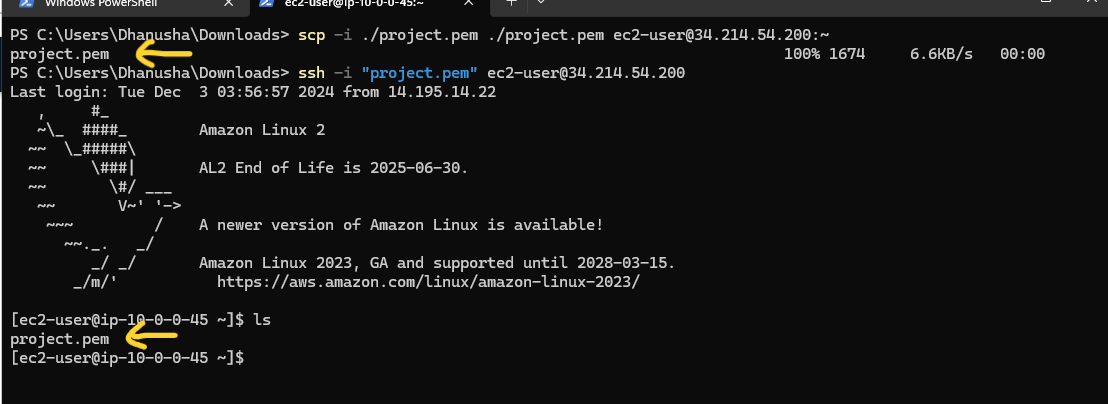 Windows PowerShell
ec2-user@ip-10-0-0-45:~
PS C:\Users\Dhanusha\Downloads> scp -i ./project.pem ./project.pem ec2-user@34.214.54.200:~
project.pem 100% 1674 6.6KB/s 00:00
PS C:\Users\Dhanusha\Downloads> ssh -i "project.pem" ec2-user@34.214.54.200
Last login: Tue Dec  3 03:56:57 2024 from 14.195.14.22
   ,     #_
   ~\_  ####_        Amazon Linux 2
  ~~  \_#####\
  ~~     \###|       AL2 End of Life is 2025-06-30.
  ~~       \#/ ___
   ~~       V~' '->
    ~~~         /    A newer version of Amazon Linux is available!
      ~~._.   _/
         _/ _/       Amazon Linux 2023, GA and supported until 2028-03-15.
       _/m/'           https://aws.amazon.com/linux/amazon-linux-2023/
[ec2-user@ip-10-0-0-45 ~]$ ls
project.pem
[ec2-user@ip-10-0-0-45 ~]$